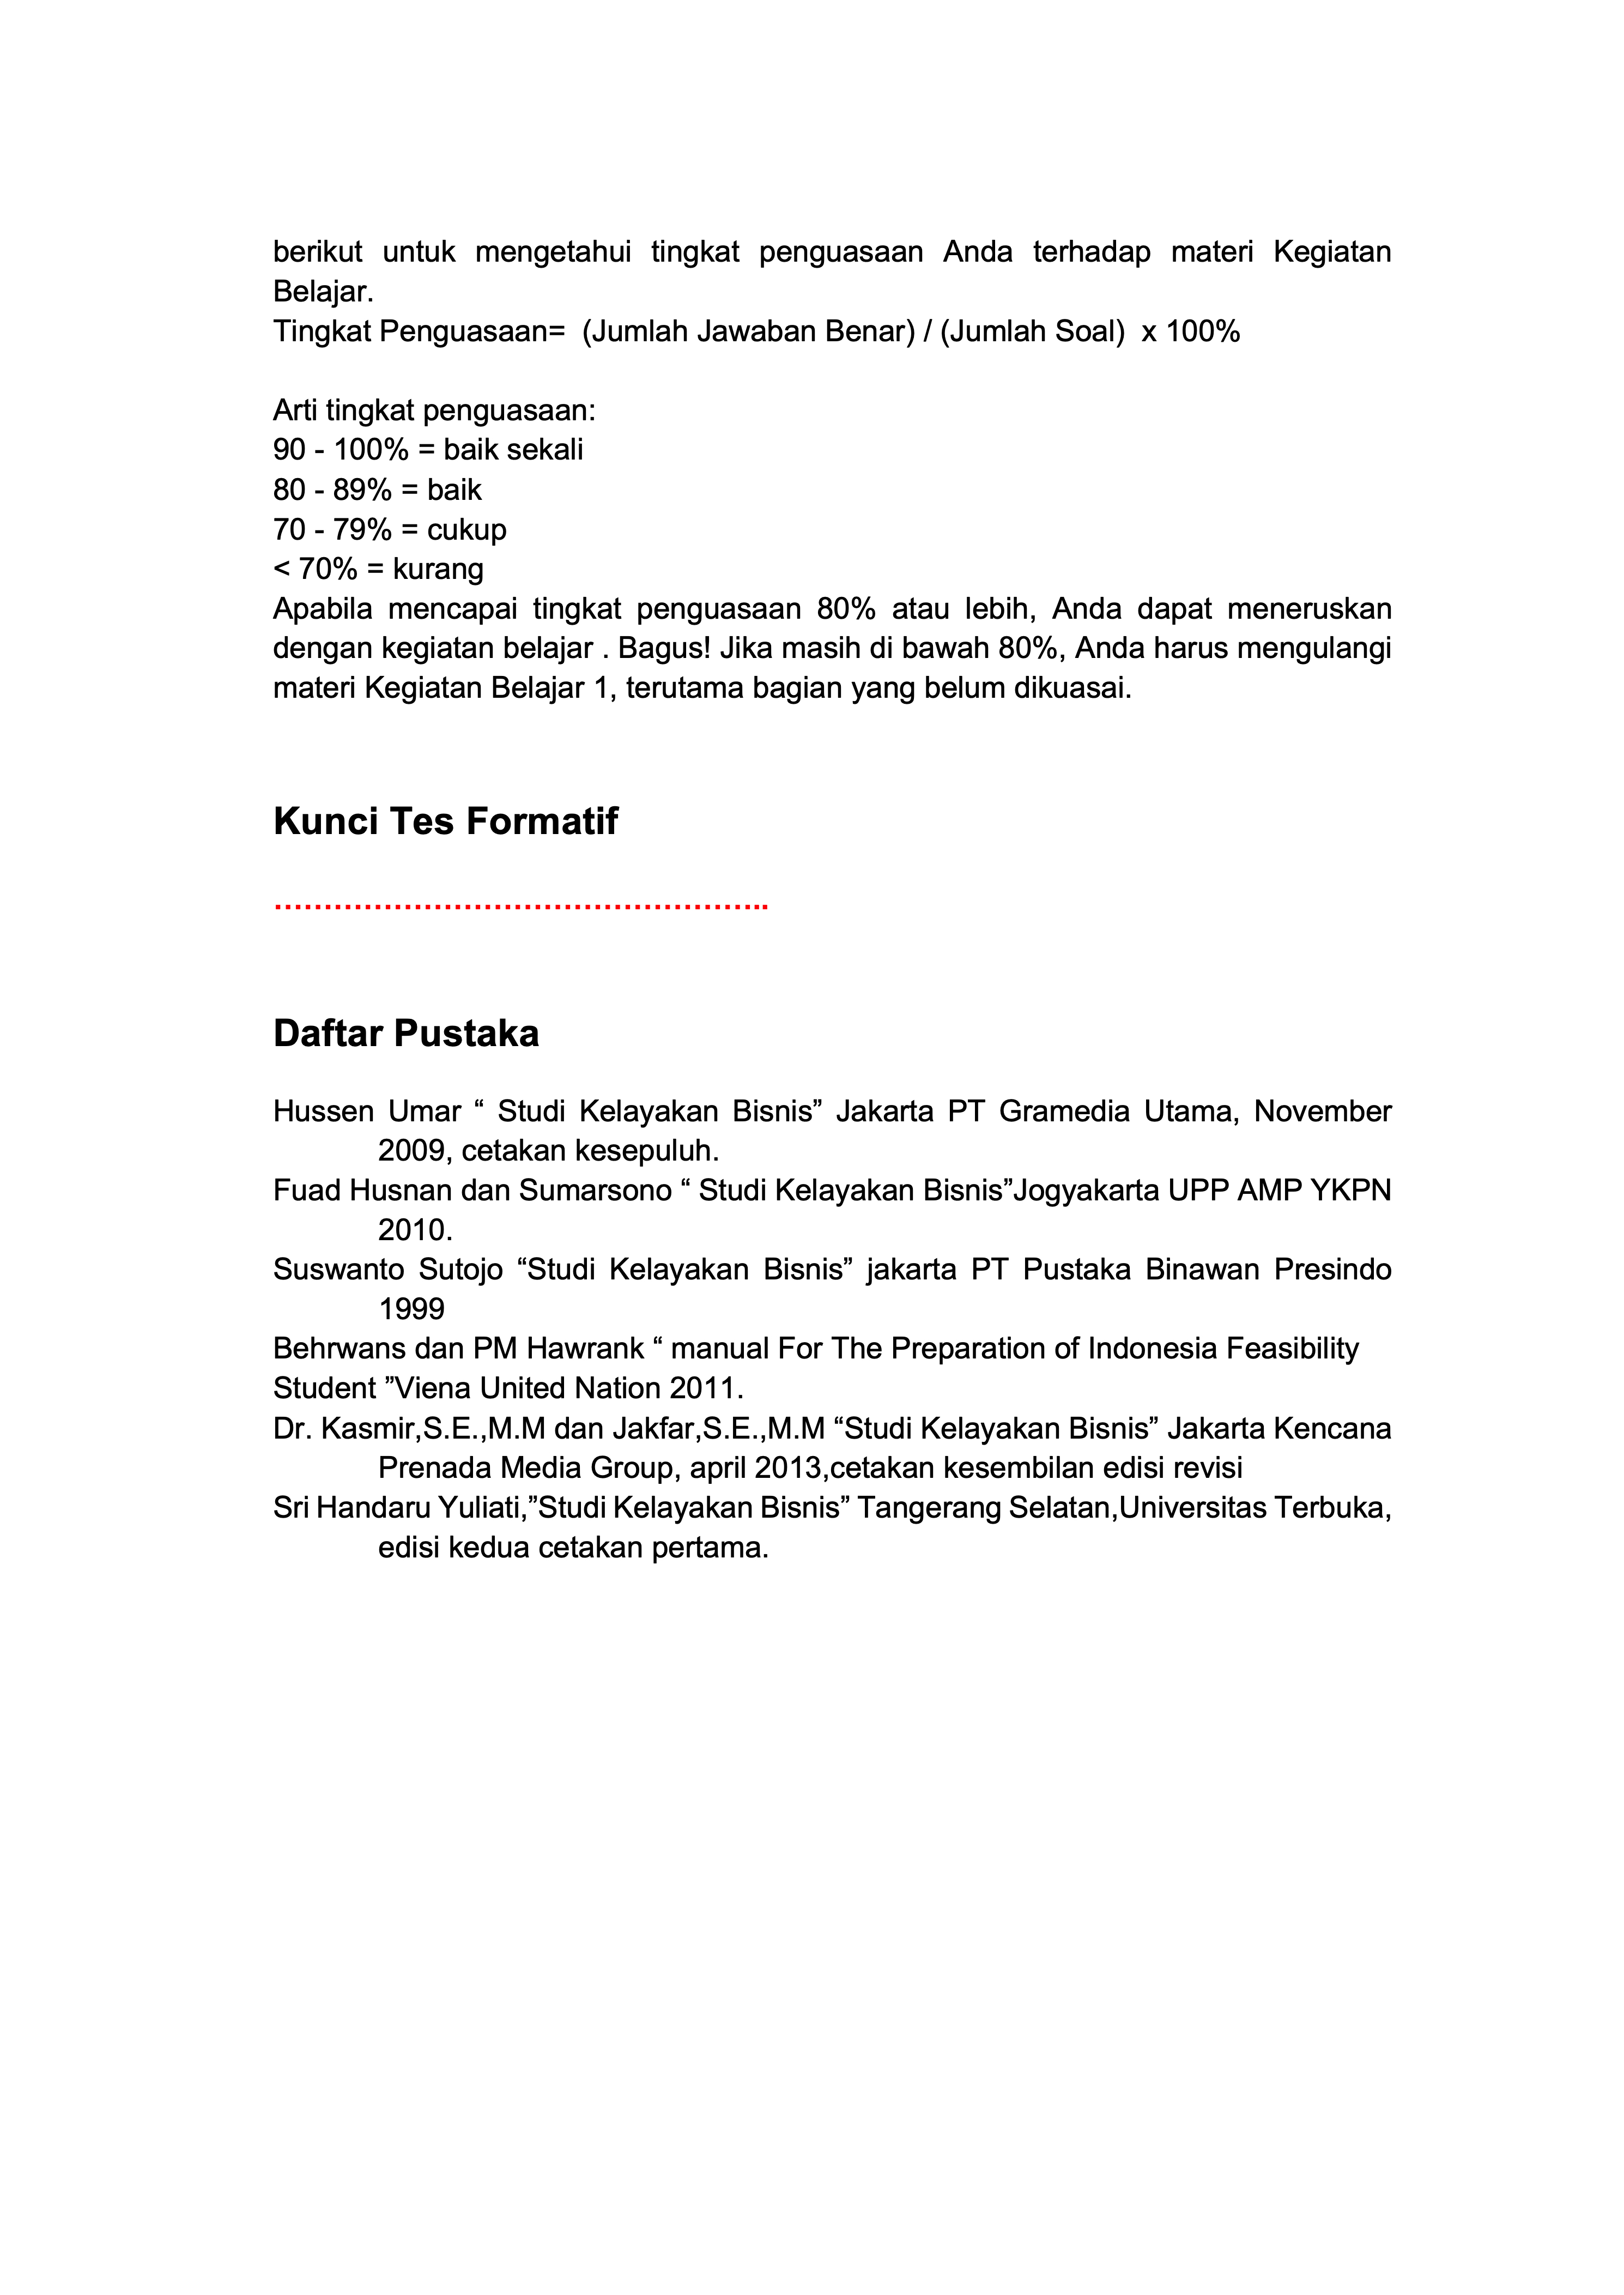 berikut untuk mengetahui tingkat penguasaan Anda terhadap materi Kegiatan
Belajar.
Tingkat Penguasaan=  (Jumlah Jawaban Benar) / (Jumlah Soal)  x 100%
Arti tingkat penguasaan:
90 - 100% = baik sekali
80 - 89% = baik
70 - 79% = cukup
< 70% = kurang
Apabila mencapai tingkat penguasaan 80% atau lebih, Anda dapat meneruskan
dengan kegiatan belajar . Bagus! Jika masih di bawah 80%, Anda harus mengulangi
materi Kegiatan Belajar 1, terutama bagian yang belum dikuasai.
Kunci Tes Formatif
………………………………………………..
Daftar Pustaka
Hussen Umar “ Studi Kelayakan Bisnis” Jakarta PT Gramedia Utama, November
2009, cetakan kesepuluh.
Fuad Husnan dan Sumarsono “ Studi Kelayakan Bisnis”Jogyakarta UPP AMP YKPN
2010.
Suswanto Sutojo “Studi Kelayakan Bisnis” jakarta PT Pustaka Binawan Presindo
1999
Behrwans dan PM Hawrank “ manual For The Preparation of Indonesia Feasibility
Student ”Viena United Nation 2011.
Dr. Kasmir,S.E.,M.M dan Jakfar,S.E.,M.M “Studi Kelayakan Bisnis” Jakarta Kencana
Prenada Media Group, april 2013,cetakan kesembilan edisi revisi
Sri Handaru Yuliati,”Studi Kelayakan Bisnis” Tangerang Selatan,Universitas Terbuka,
edisi kedua cetakan pertama.